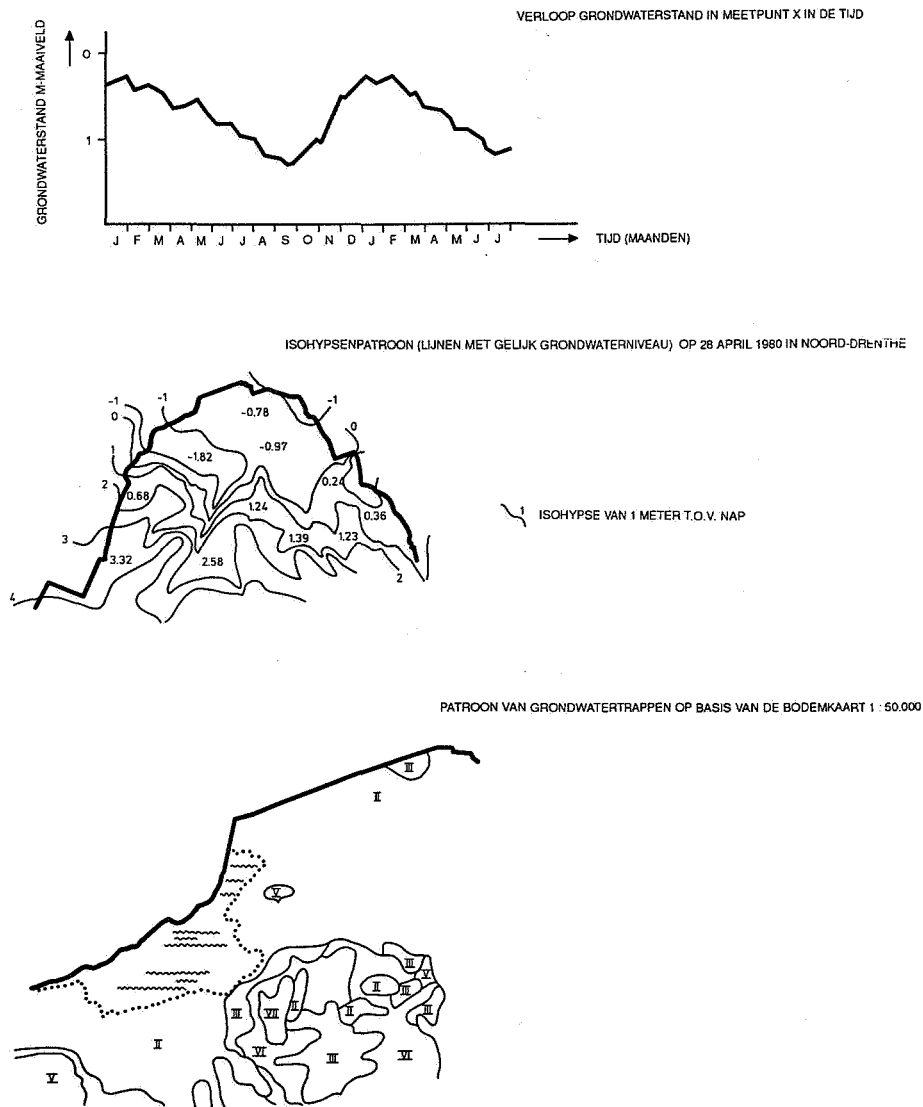 VERLOOP GRONDWATERSTAND IN MEETPUNT X IN DE TIJD
GRONDWATERSTAND M-MAAIVELD
0
1
J F M A M J J A S O N D J F M A M J J
TIJD (MAANDEN)
ISOHYPSENPATROON (LIJNEN MET GELIJK GRONDWATERNIVEAU) OP 28 APRIL 1980 IN NOORD-DRENTHE
-1
-1
-0.78
-1
0
0
-0.97
-1.82
1
0.24
1
2
0.68
1.24
0.36
3
1.39
1.23
3.32
2.58
2
4
1
ISOHYPSE VAN 1 METER T.O.V. NAP
PATROON VAN GRONDWATERTRAPPEN OP BASIS VAN DE BODEMKAART 1 : 50.000
III
II
V
III
V
II
III
III
VII
II
II
III
II
VI
III
VI
V